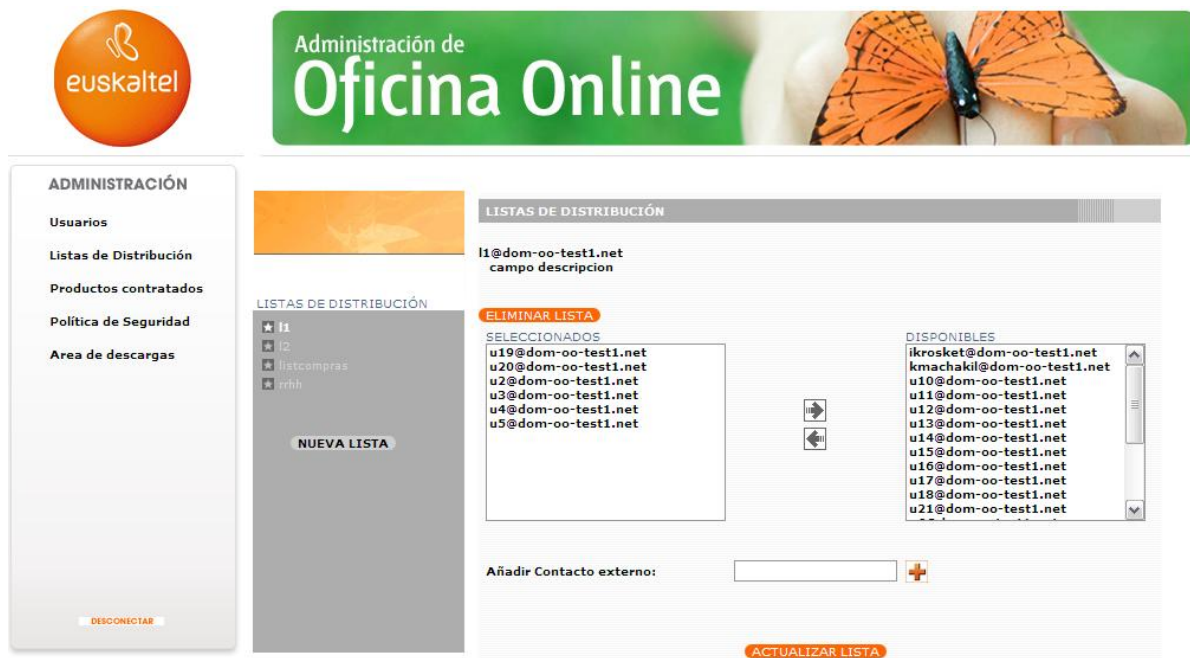 euskaltel
Administración de
Oficina Online
ADMINISTRACIÓN
Usuarios
Listas de Distribución
Productos contratados
Política de Seguridad
Area de descargas
DESCONECTAR
LISTAS DE DISTRIBUCIÓN
l1
l2
listcompras
rrhh
NUEVA LISTA
LISTAS DE DISTRIBUCIÓN
l1@dom-oo-test1.net
campo descripcion
ELIMINAR LISTA
SELECCIONADOS
u19@dom-oo-test1.net
u20@dom-oo-test1.net
u2@dom-oo-test1.net
u3@dom-oo-test1.net
u4@dom-oo-test1.net
u5@dom-oo-test1.net
DISPONIBLES
ikrosket@dom-oo-test1.net
kmachakil@dom-oo-test1.net
u10@dom-oo-test1.net
u11@dom-oo-test1.net
u12@dom-oo-test1.net
u13@dom-oo-test1.net
u14@dom-oo-test1.net
u15@dom-oo-test1.net
u16@dom-oo-test1.net
u17@dom-oo-test1.net
u18@dom-oo-test1.net
u21@dom-oo-test1.net
Añadir Contacto externo:
ACTUALIZAR LISTA